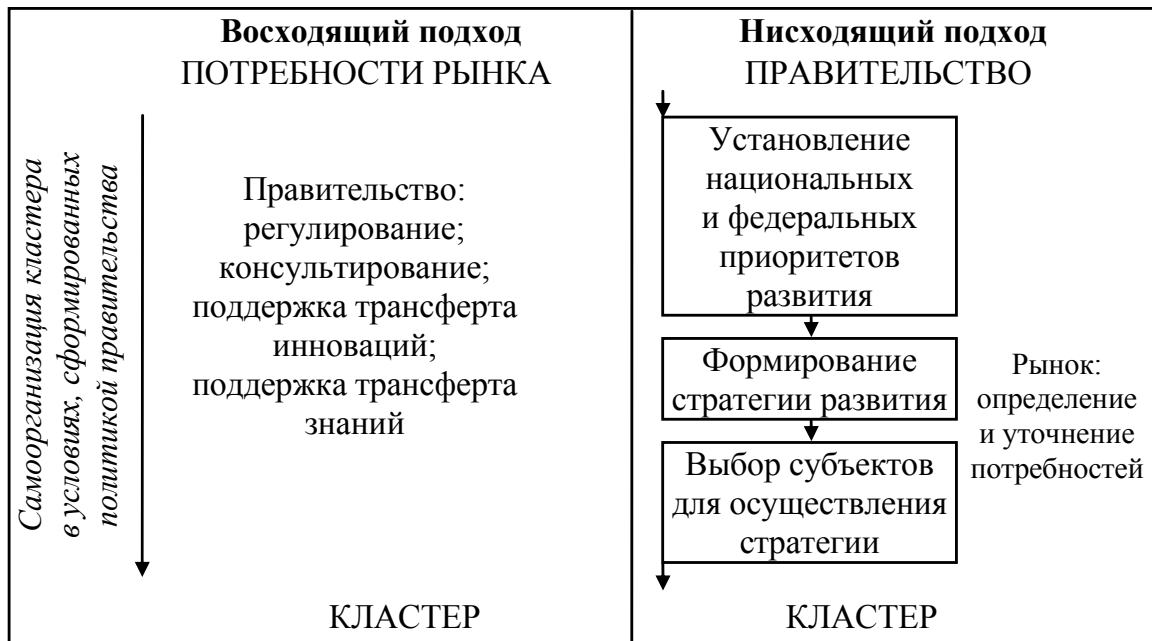 Восходящий подход
ПОТРЕБНОСТИ РЫНКА
Самоорганизация кластера
в условиях, сформированных
политикой правительства
Правительство:
регулирование;
консультирование;
поддержка трансферта
инноваций;
поддержка трансферта
знаний
КЛАСТЕР
Нисходящий подход
ПРАВИТЕЛЬСТВО
Установление
национальных
и федеральных
приоритетов
развития
Формирование
стратегии развития
Выбор субъектов
для осуществления
стратегии
Рынок:
определение
и уточнение
потребностей
КЛАСТЕР